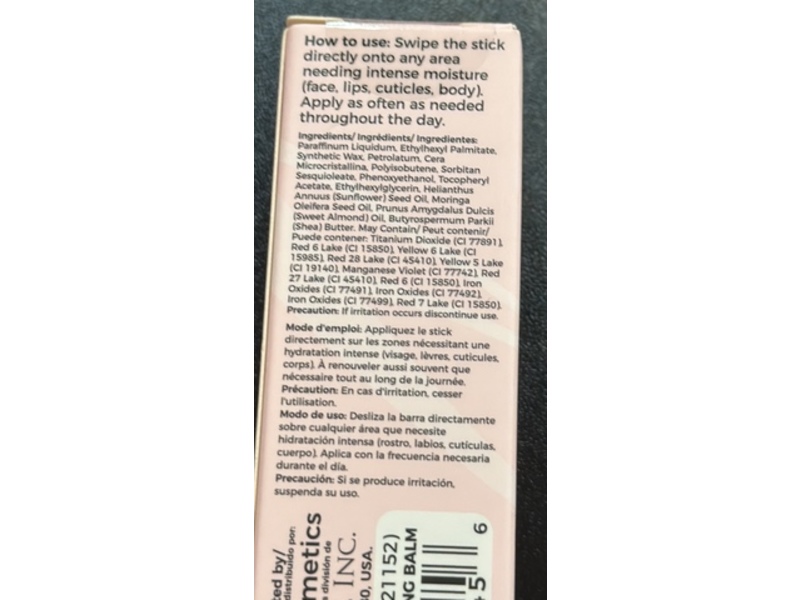 How to use: Swipe the stick
directly onto any area
needing intense moisture
(face, lips, cuticles, body).
Apply as often as needed
throughout the day.
Ingredients/ Ingrédients/ Ingredientes:
Paraffinum Liquidum, Ethylhexyl Palmitate,
Synthetic Wax, Petrolatum, Cera
Microcristallina, Polyisobutene, Sorbitan
Sesquioleate, Phenoxyethanol, Tocopheryl
Acetate, Ethylhexylglycerin, Helianthus
Annuus (Sunflower) Seed Oil, Moringa
Oleifera Seed Oil, Prunus Amygdalus Dulcis
(Sweet Almond) Oil, Butyrospermum Parkii
(Shea) Butter. May Contain/ Peut contenir/
Puede contener: Titanium Dioxide (CI 77891),
Red 6 Lake (CI 15850), Yellow 6 Lake (CI
15985), Red 28 Lake (CI 45410), Yellow 5 Lake
(CI 19140), Manganese Violet (CI 77742), Red
27 Lake (CI 45410), Red 6 (CI 15850), Iron
Oxides (CI 77491), Iron Oxides (CI 77492),
Iron Oxides (CI 77499), Red 7 Lake (CI 15850).
Precaution: If irritation occurs discontinue use.
Mode d'emploi: Appliquez le stick
directement sur les zones nécessitant une
hydratation intense (visage, lèvres, cuticules,
corps). À renouveler aussi souvent que
nécessaire tout au long de la journée.
Précaution: En cas d'irritation, cesser
l'utilisation.
Modo de uso: Desliza la barra directamente
sobre cualquier área que necesite
hidratación intensa (rostro, labios, cutículas,
cuerpo). Aplica con la frecuencia necesaria
durante el día.
Precaución: Si se produce irritación,
suspenda su uso.
ted by/
distribuido por:
metics
a división de
INC.
0, USA.
21152)
NG BALM
45 6